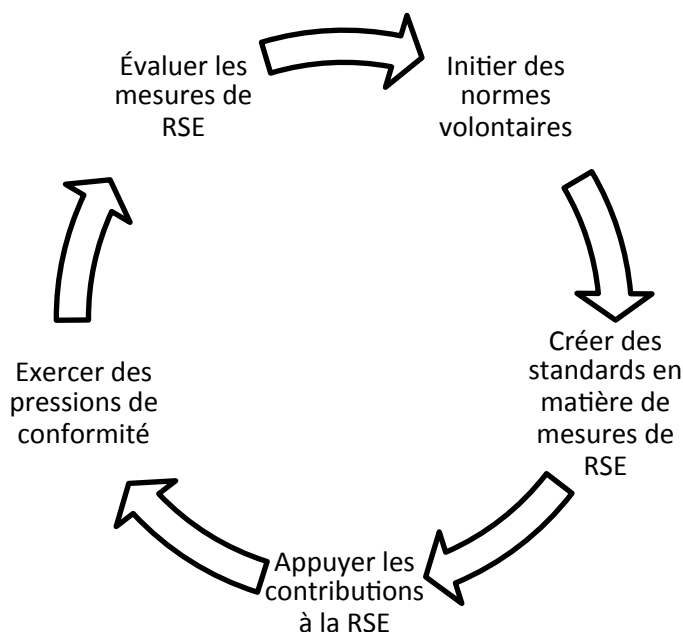 Évaluer les
mesures de
RSE
Initier des
normes
volontaires
Créer des
standards en
matière de
mesures de
RSE
Appuyer les
contributions
à la RSE
Exercer des
pressions de
conformité